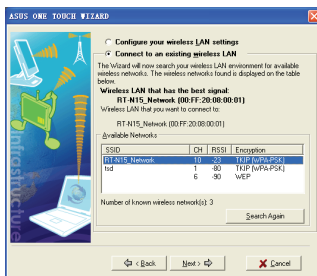 ASUS ONE TOUCH WIZARD
Configure your wireless LAN settings
Connect to an existing wireless LAN
The Wizard will now search your wireless LAN environment for available
wireless networks. The wireless networks found is displayed on the table
below.
Wireless LAN that has the best signal:
RT-N15_Network (00:FF:20:08:00:01)
Wireless LAN that you want to connect to:
RT-N15_Network (00:FF:20:08:00:01)
Available Networks
SSID CH RSSI Encryption
RT-N15_Network 10 -23 TKIP (WPA-PSK)
tsd 1 -80 TKIP (WPA-PSK)
6 -90 WEP
Number of known wireless network(s): 3
Search Again
Infrastructure
< Back Next > Cancel